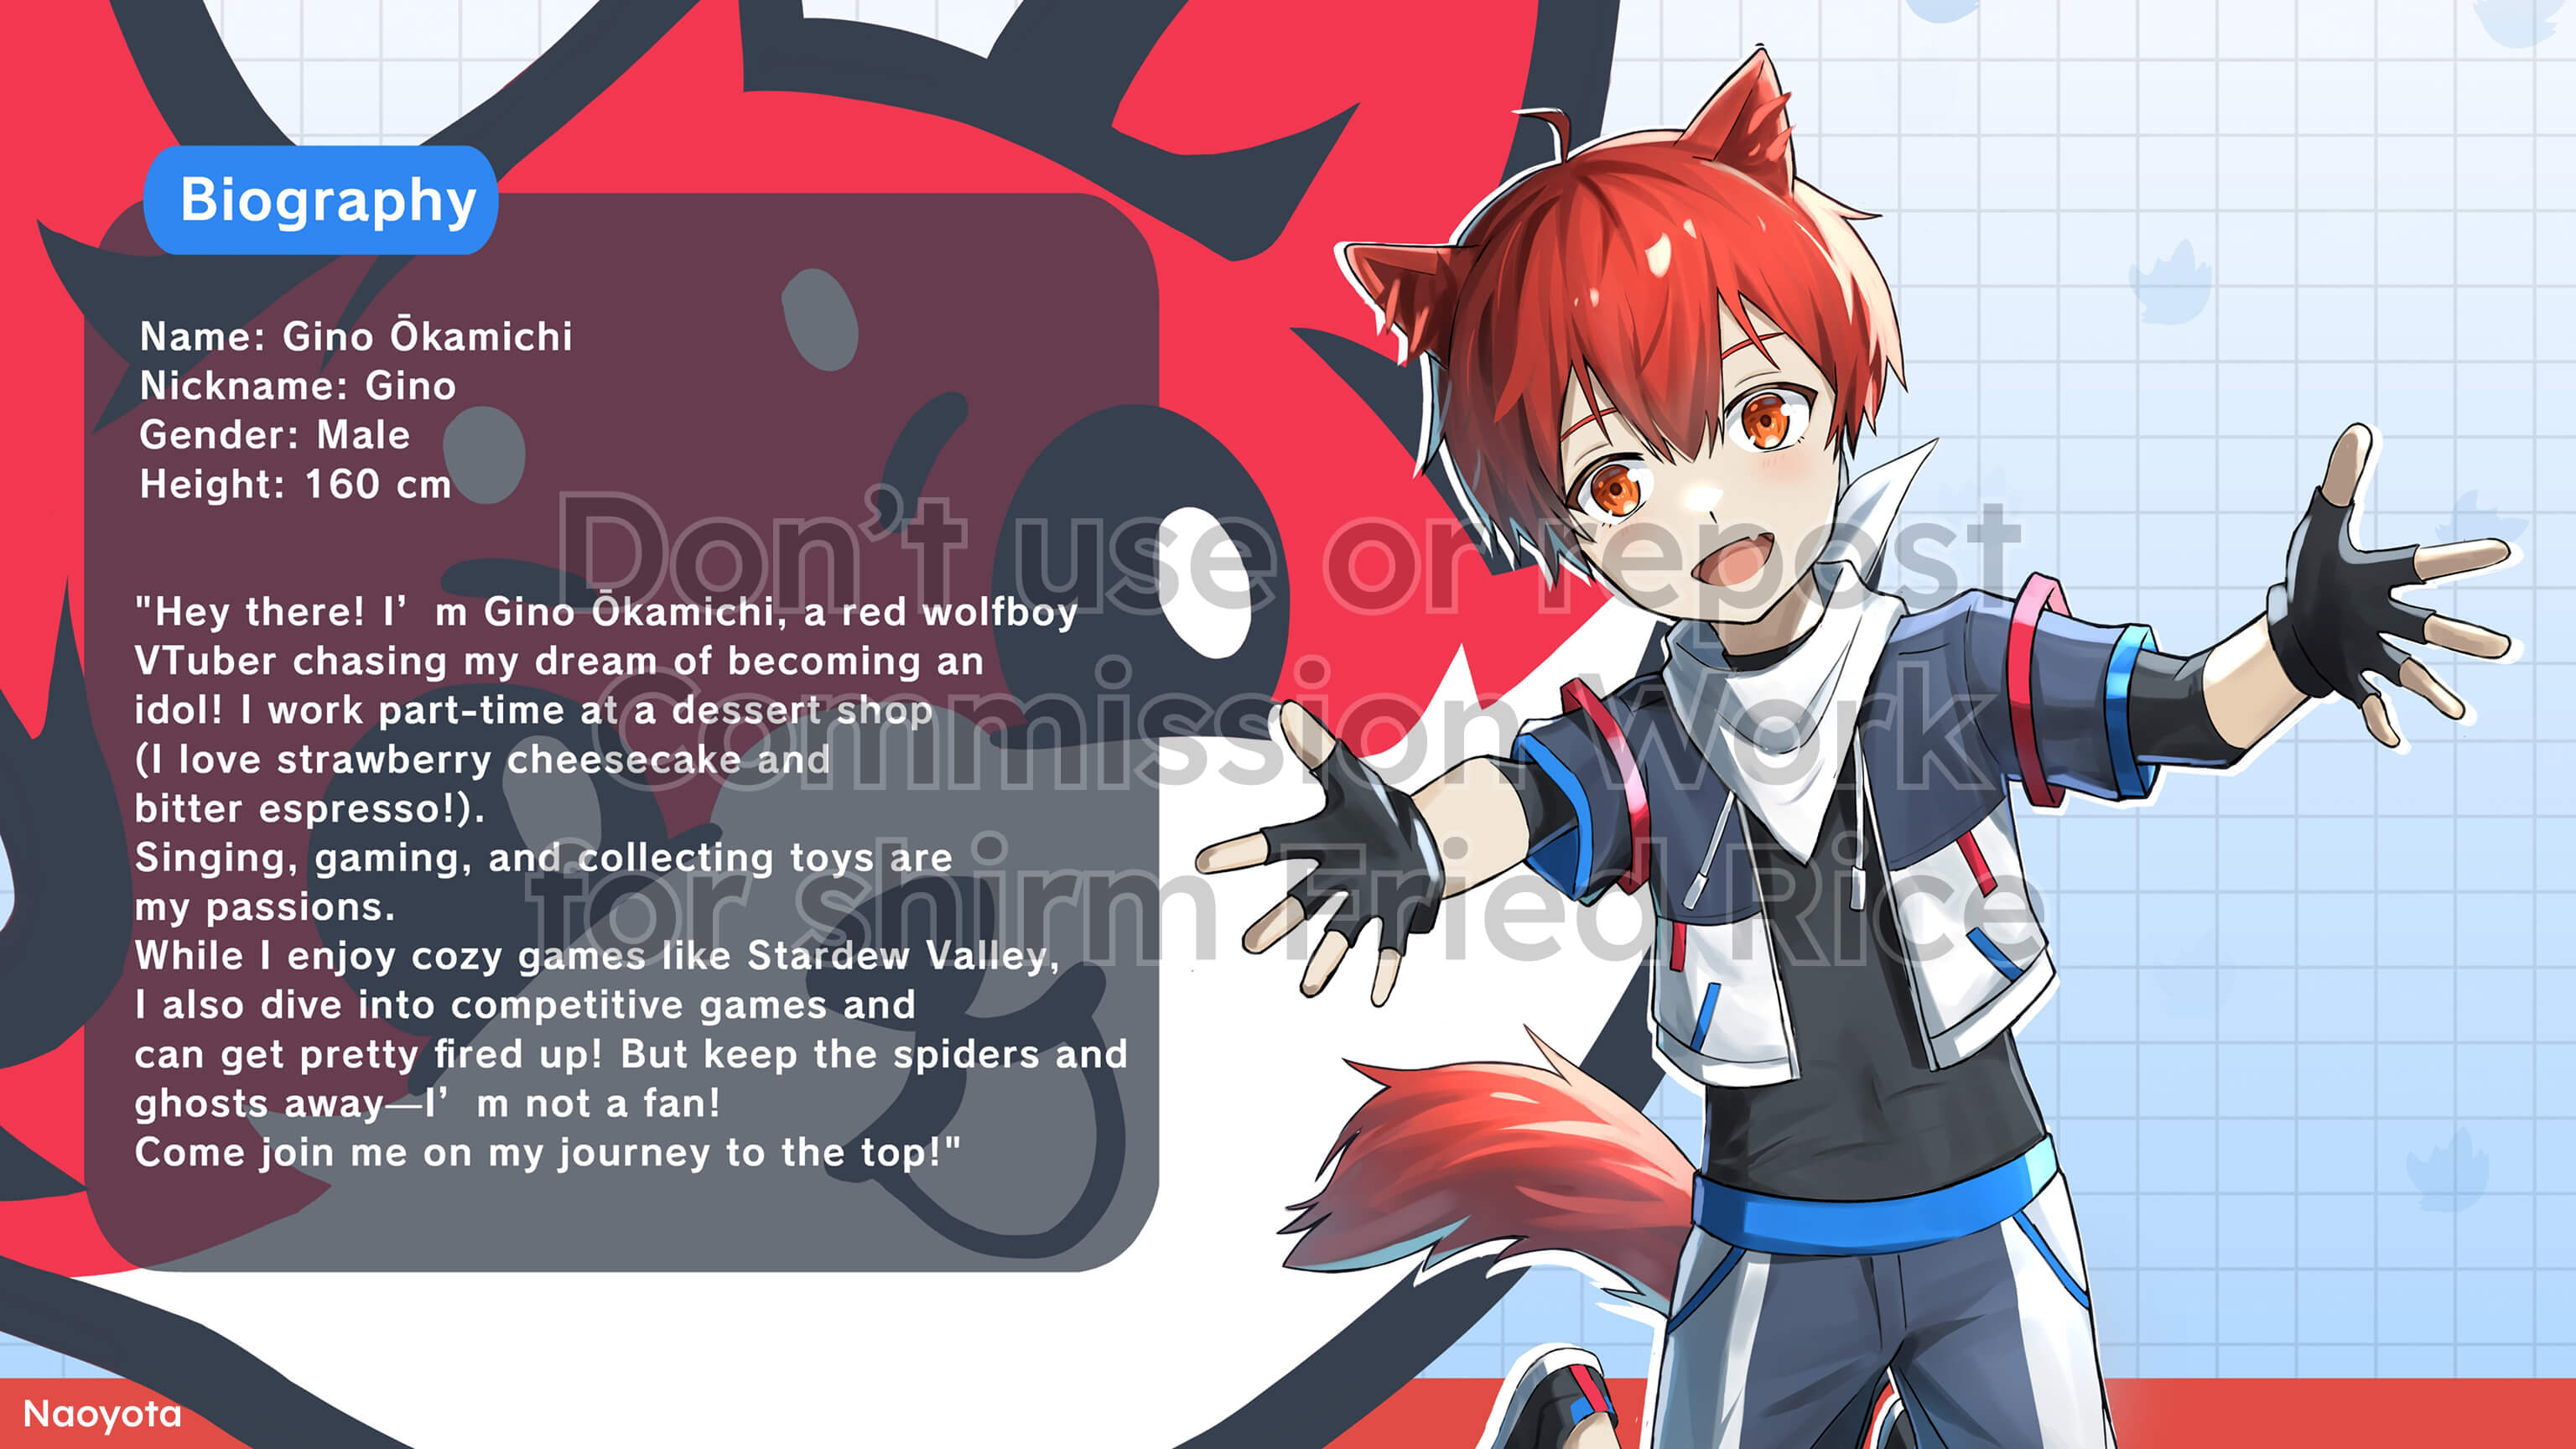 Biography
Name: Gino Ōkamichi
Nickname: Gino
Gender: Male
Height: 160 cm
"Hey there! I’m Gino Ōkamichi, a red wolfboy
VTuber chasing my dream of becoming an
idol! I work part-time at a dessert shop
(I love strawberry cheesecake and
bitter espresso!).
Singing, gaming, and collecting toys are
my passions.
While I enjoy cozy games like Stardew Valley,
I also dive into competitive games and
can get pretty fired up! But keep the spiders and
ghosts away—I’m not a fan!
Come join me on my journey to the top!"
Don’t use or repost
Commission Work
for shirm Fried Rice
Naoyota